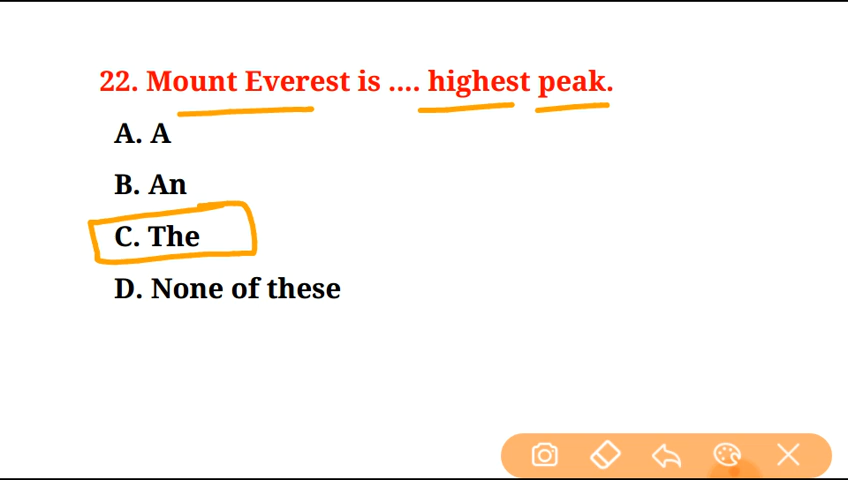 22. Mount Everest is .... highest peak.
A. A
B. An
C. The
D. None of these